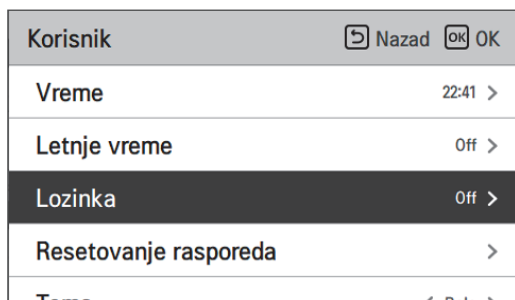 Korisnik Nazad OK OK
Vreme 22:41 >
Letnje vreme Off >
Lozinka Off >
Resetovanje rasporeda >